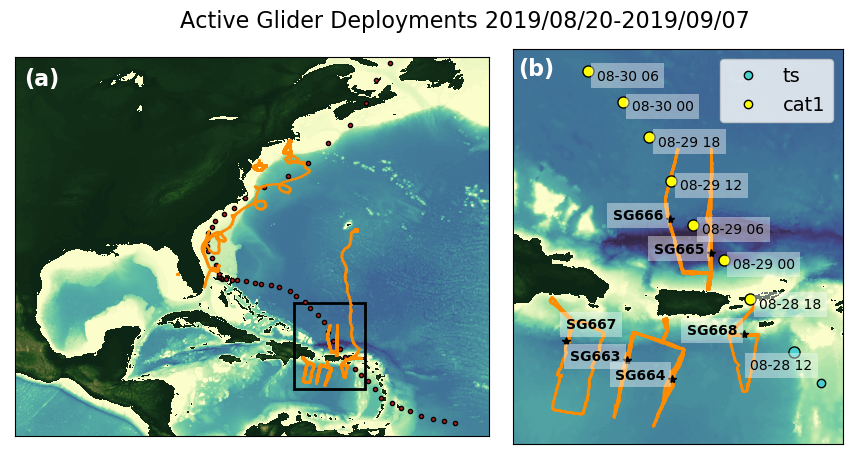 Active Glider Deployments 2019/08/20-2019/09/07
(a)
(b)
ts
cat1
08-30 06
08-30 00
08-29 18
08-29 12
SG666
08-29 06
SG665
08-29 00
08-28 18
SG667
SG668
SG663
08-28 12
SG664